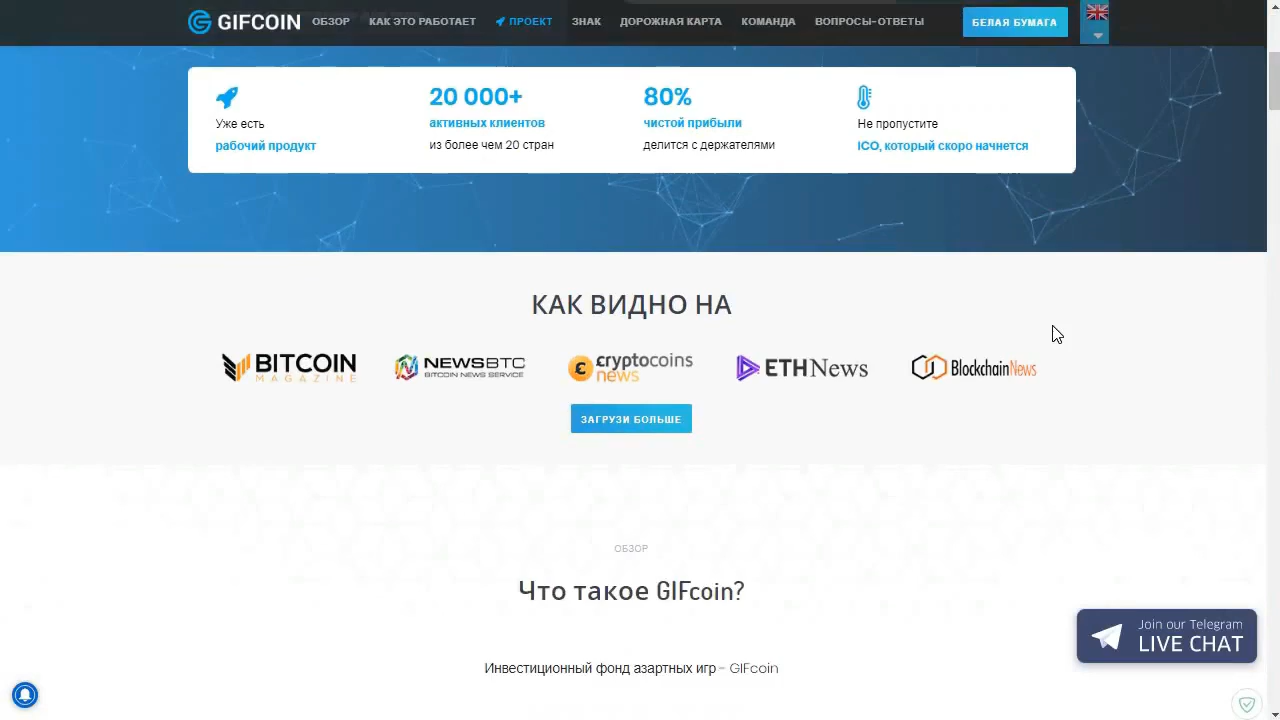 GIFCOIN ОБЗОР КАК ЭТО РАБОТАЕТ ПРОЕКТ ЗНАК ДОРОЖНАЯ КАРТА КОМАНДА ВОПРОСЫ-ОТВЕТЫ БЕЛАЯ БУМАГА
Уже есть
рабочий продукт
20 000+
активных клиентов
из более чем 20 стран
80%
чистой прибыли
делится с держателями
Не пропустите
ICO, который скоро начнется
КАК ВИДНО НА
BITCOIN
MAGAZINE
NEWSBTC
BITCOIN NEWS SERVICE
cryptocoins
news
ETHNews
BlockchainNews
ЗАГРУЗИ БОЛЬШЕ
ОБЗОР
Что такое GIFcoin?
Инвестиционный фонд азартных игр - GIFcoin
Join our Telegram
LIVE CHAT